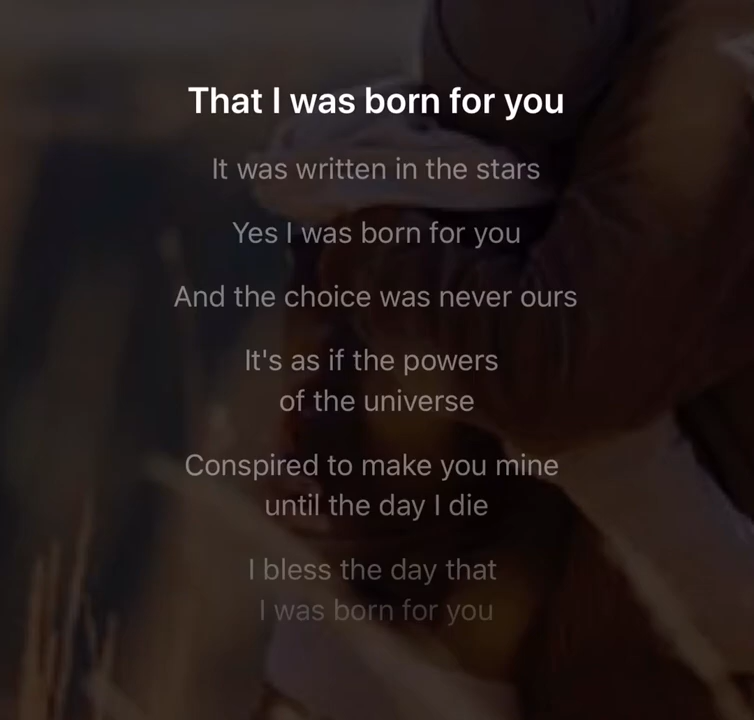 That I was born for you
It was written in the stars
Yes I was born for you
And the choice was never ours
It's as if the powers
of the universe
Conspired to make you mine
until the day I die
I bless the day that
I was born for you